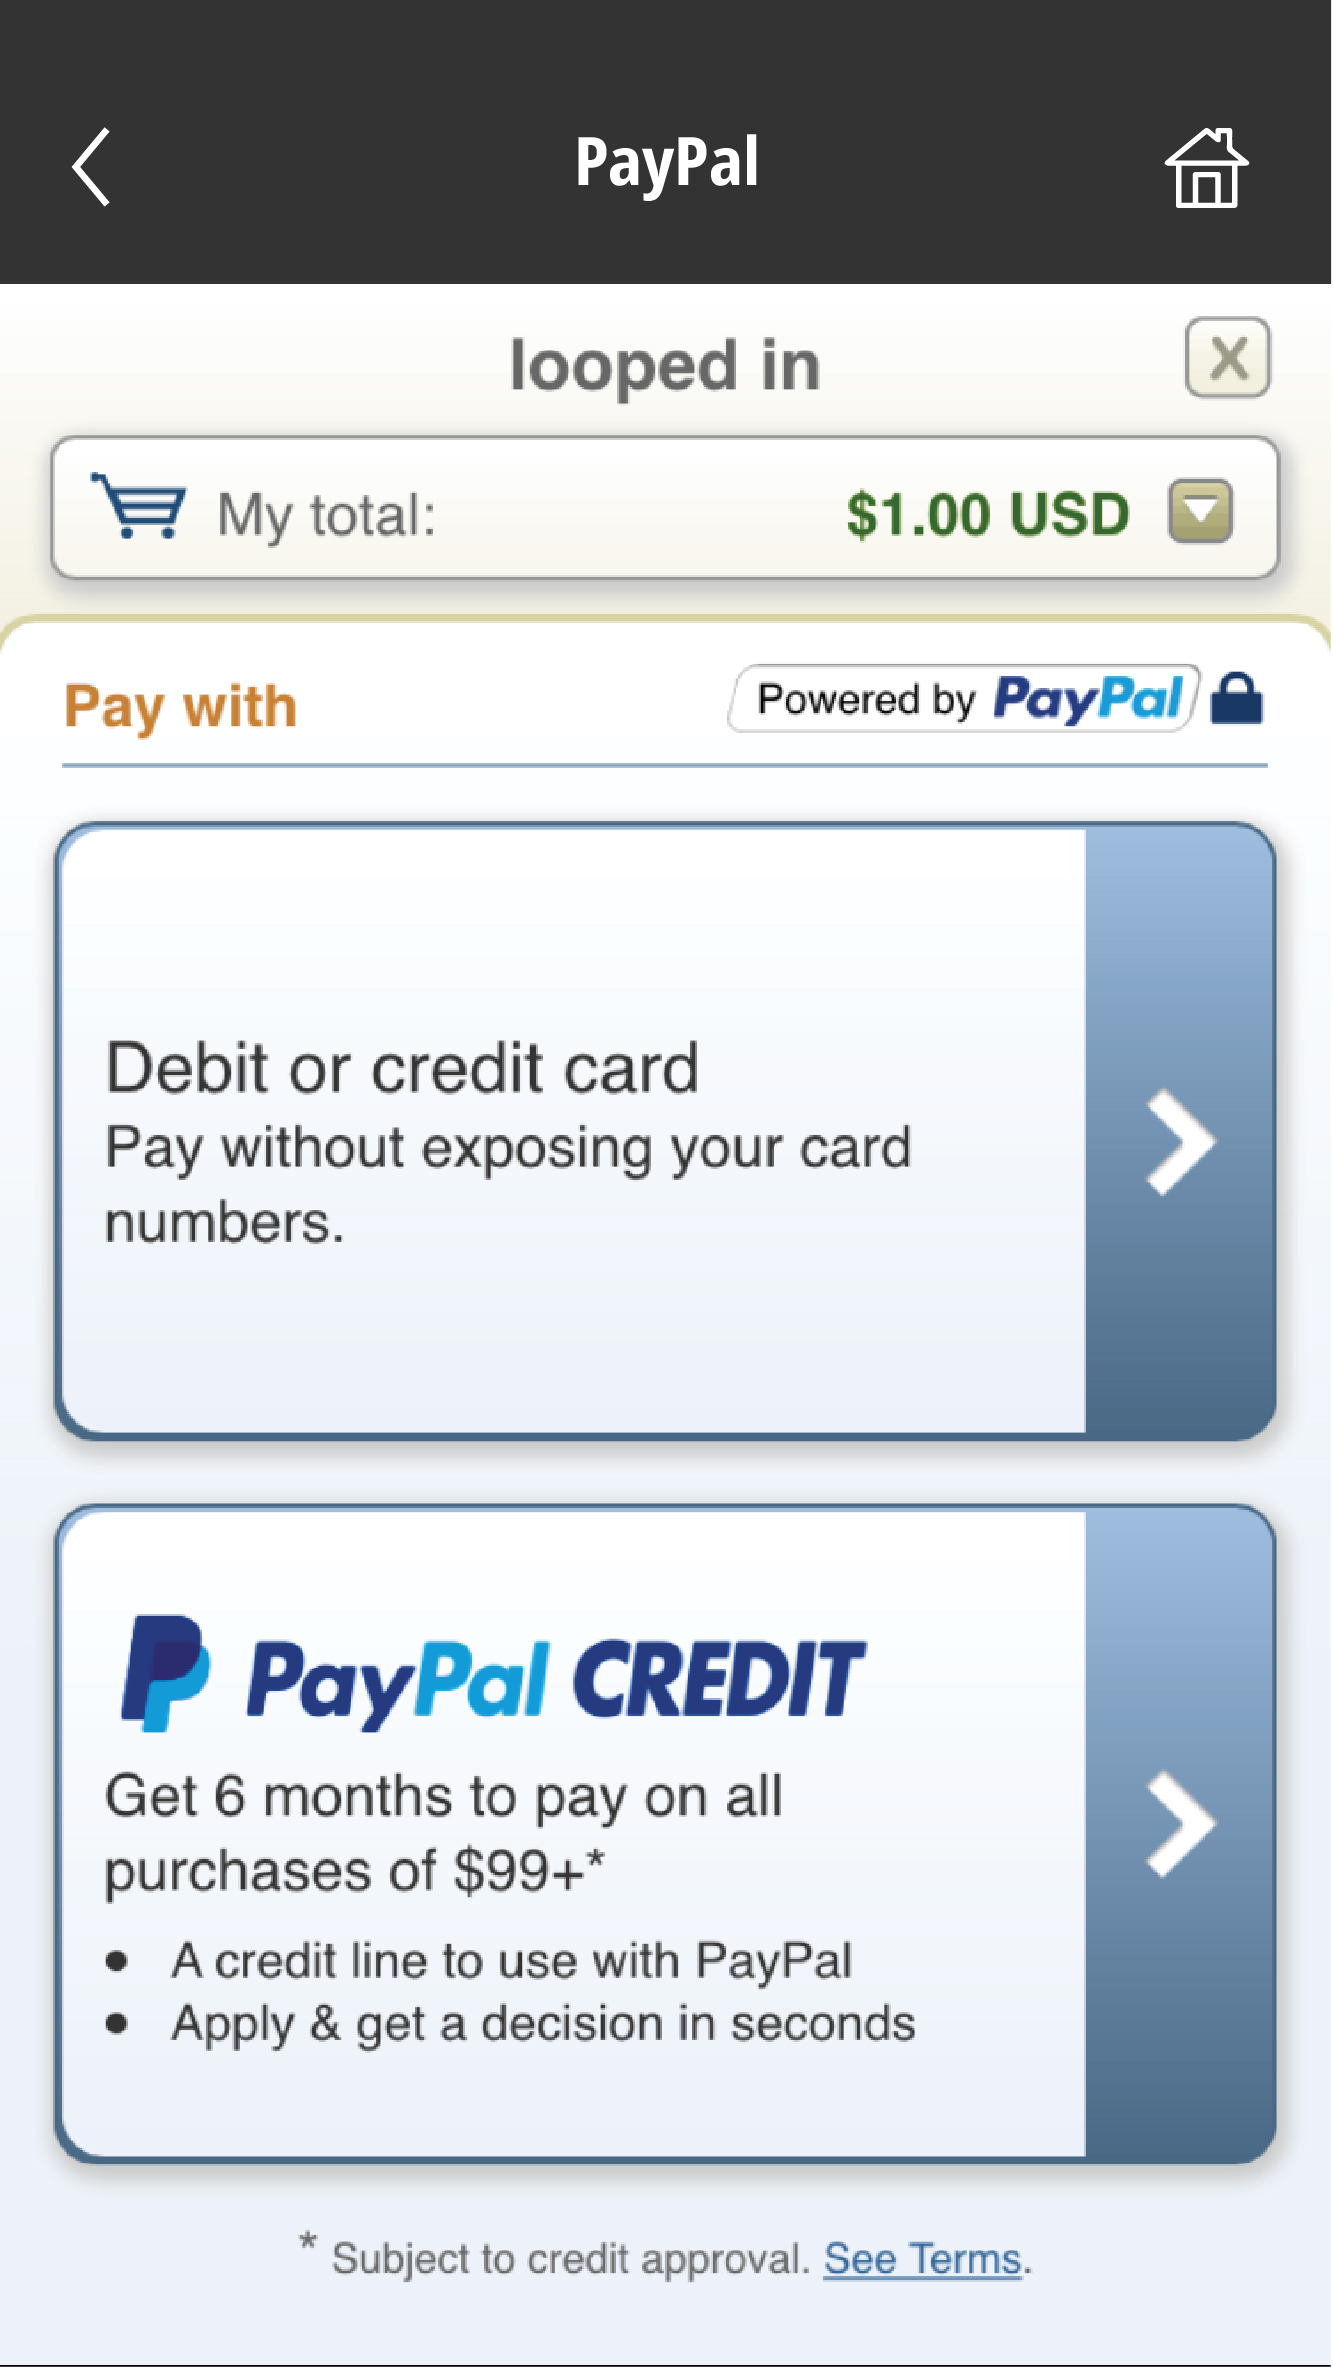 PayPal
looped in
X
My total: $1.00 USD
Pay with
Powered by PayPal
Debit or credit card
Pay without exposing your card
numbers.
PayPal CREDIT
Get 6 months to pay on all
purchases of $99+*
• A credit line to use with PayPal
• Apply & get a decision in seconds
* Subject to credit approval. See Terms.